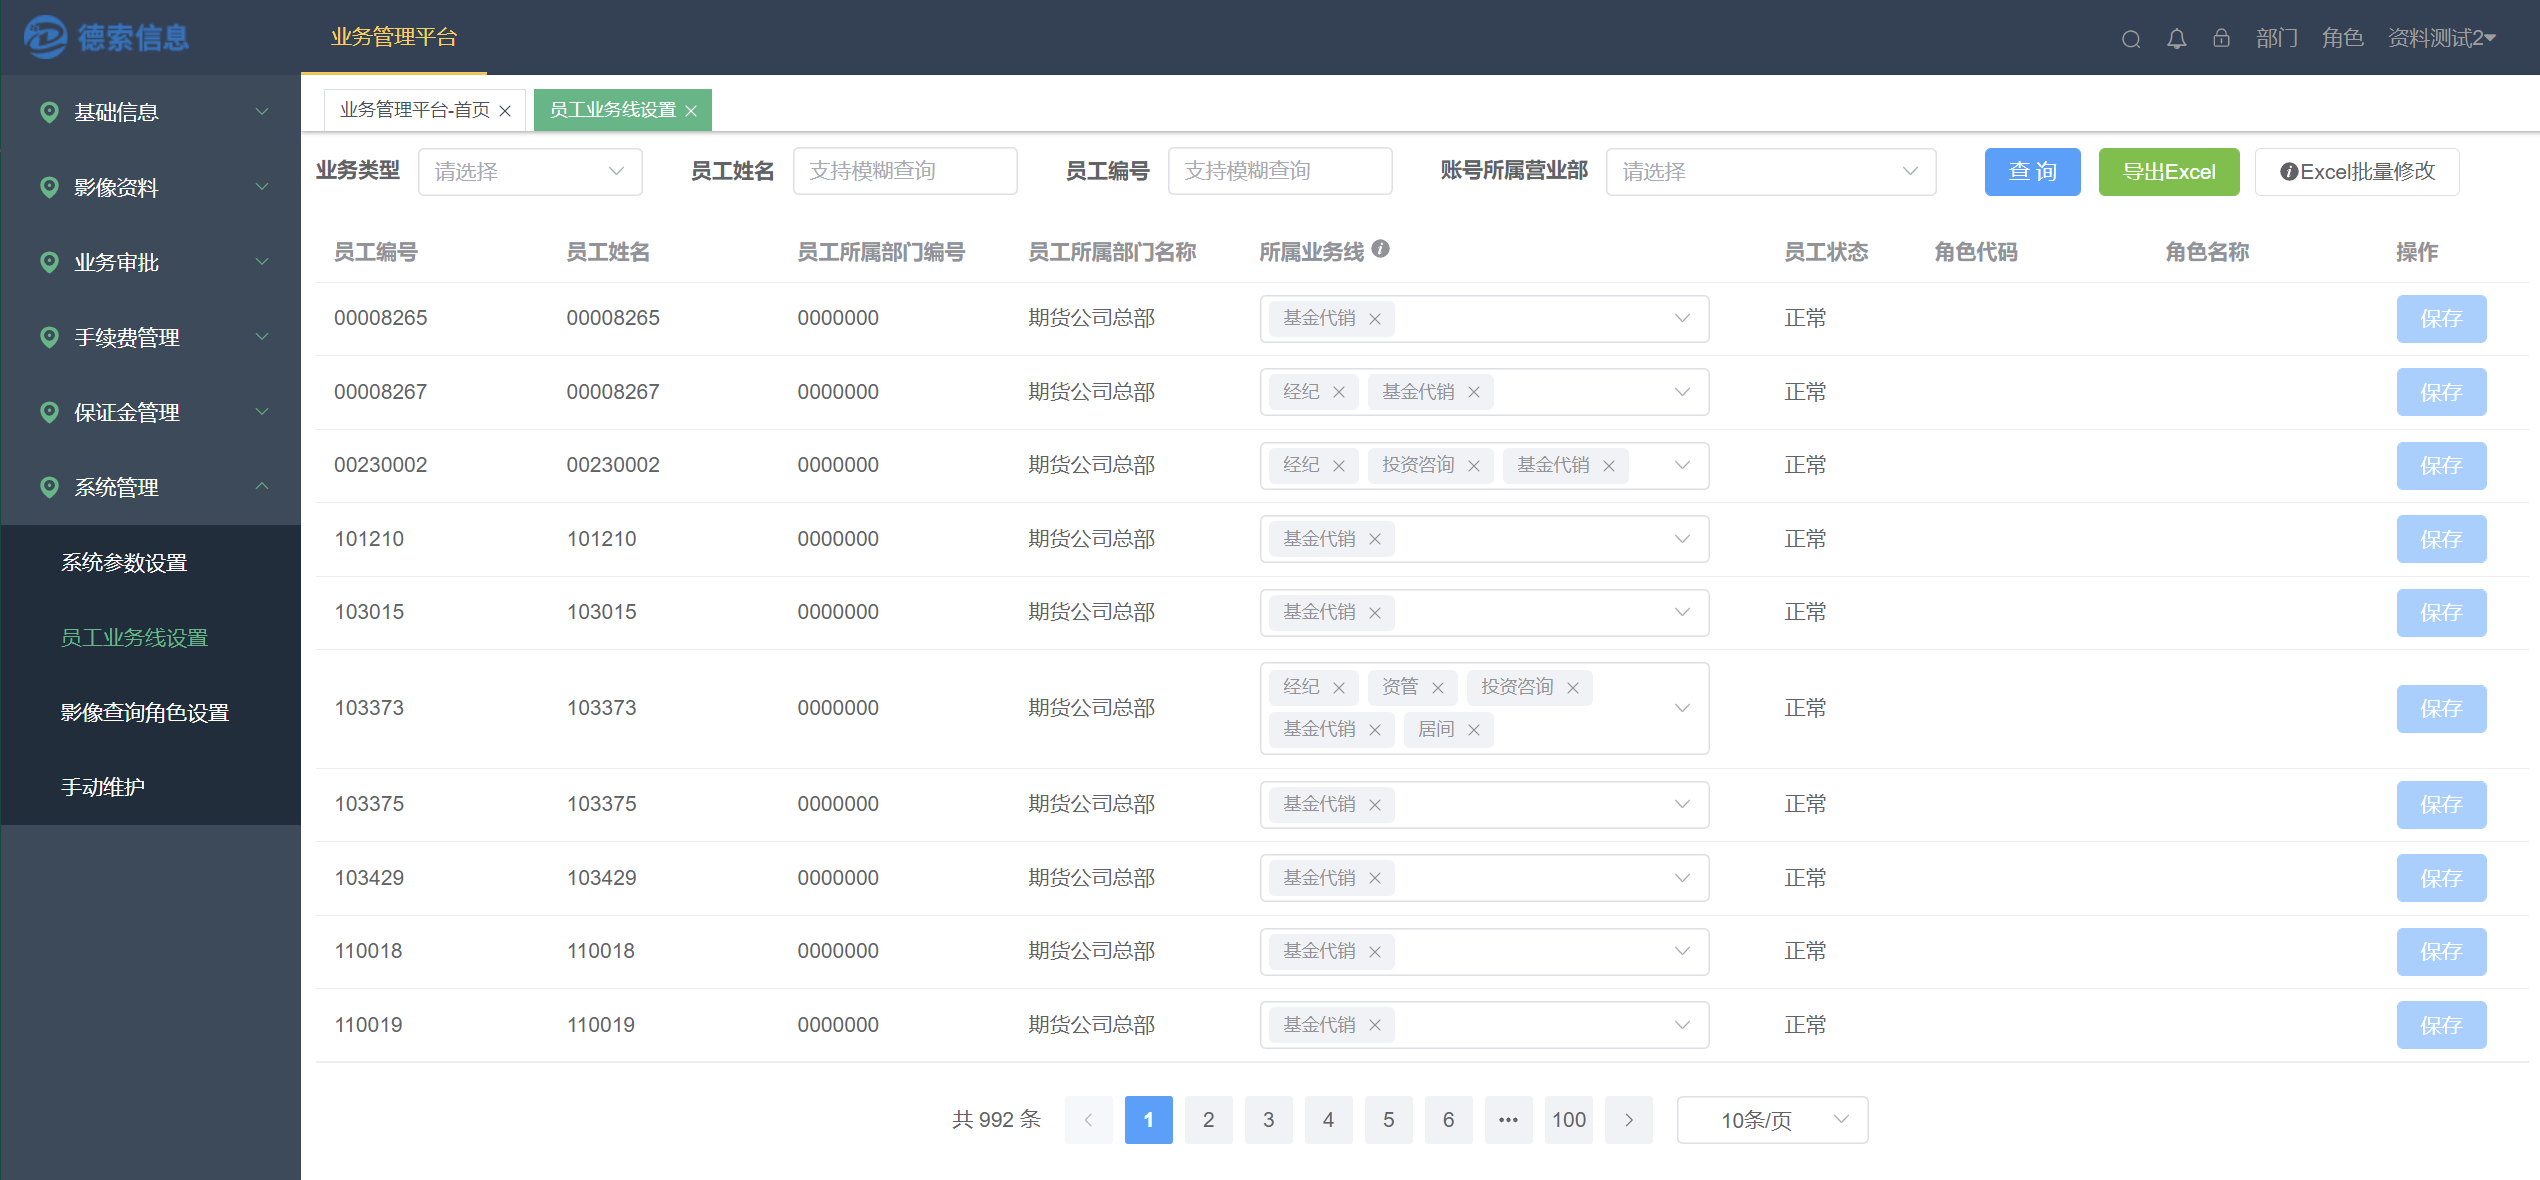 德索信息
业务管理平台
部门 角色 资料测试2
基础信息
影像资料
业务审批
手续费管理
保证金管理
系统管理
系统参数设置
员工业务线设置
影像查询角色设置
手动维护
业务管理平台-首页 员工业务线设置
业务类型 请选择 员工姓名 支持模糊查询 员工编号 支持模糊查询 账号所属营业部 请选择 查 询 导出Excel Excel批量修改
员工编号 员工姓名 员工所属部门编号 员工所属部门名称 所属业务线 员工状态 角色代码 角色名称 操作
00008265 00008265 0000000 期货公司总部 基金代销 正常 保存
00008267 00008267 0000000 期货公司总部 经纪 基金代销 正常 保存
00230002 00230002 0000000 期货公司总部 经纪 投资咨询 基金代销 正常 保存
101210 101210 0000000 期货公司总部 基金代销 正常 保存
103015 103015 0000000 期货公司总部 基金代销 正常 保存
103373 103373 0000000 期货公司总部 经纪 资管 投资咨询 基金代销 居间 正常 保存
103375 103375 0000000 期货公司总部 基金代销 正常 保存
103429 103429 0000000 期货公司总部 基金代销 正常 保存
110018 110018 0000000 期货公司总部 基金代销 正常 保存
110019 110019 0000000 期货公司总部 基金代销 正常 保存
共 992 条 1 2 3 4 5 6 ••• 100 10条/页